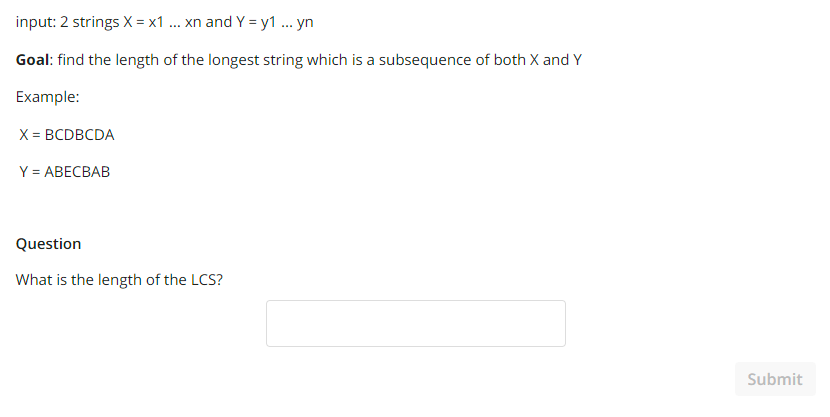 input: 2 strings X = x1 ... xn and Y = y1 ... yn
Goal: find the length of the longest string which is a subsequence of both X and Y
Example:
X = BCDBCDA
Y = ABECBAB
Question
What is the length of the LCS?
Submit